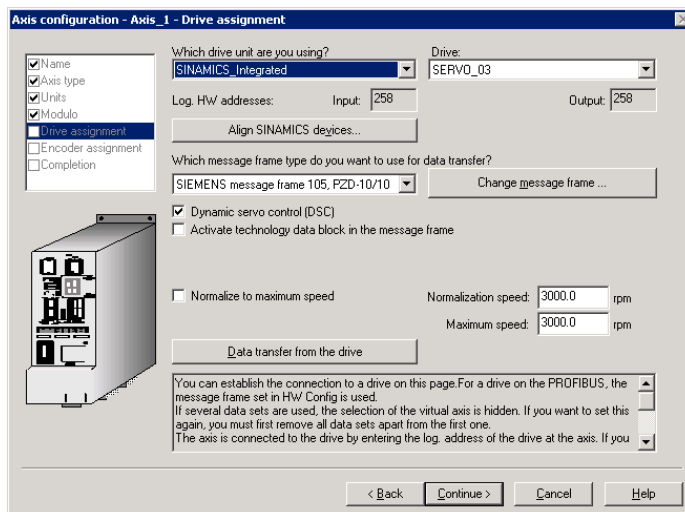 Axis configuration - Axis_1 - Drive assignment
Name
Axis type
Units
Modulo
Drive assignment
Encoder assignment
Completion
Which drive unit are you using?
Drive:
SINAMICS_Integrated
SERVO_03
Log. HW addresses:
Input: 258
Output: 258
Align SINAMICS devices...
Which message frame type do you want to use for data transfer?
SIEMENS message frame 105, PZD-10/10
Change message frame ...
Dynamic servo control (DSC)
Activate technology data block in the message frame
Normalize to maximum speed
Normalization speed: 3000.0 rpm
Maximum speed: 3000.0 rpm
Data transfer from the drive
You can establish the connection to a drive on this page.For a drive on the PROFIBUS, the
message frame set in HW Config is used.
If several data sets are used, the selection of the virtual axis is hidden. If you want to set this
again, you must first remove all data sets apart from the first one.
The axis is connected to the drive by entering the log. address of the drive at the axis. If you
< Back
Continue >
Cancel
Help